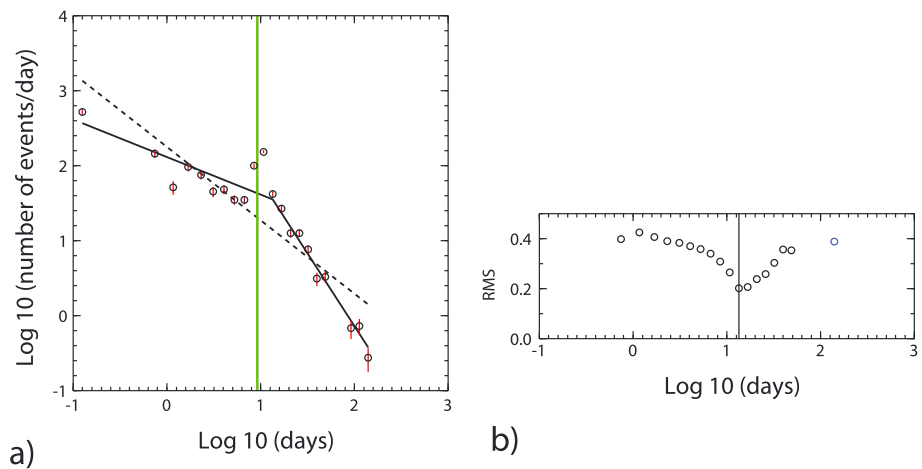 4
3
2
1
0
-1
-1 0 1 2 3
Log 10 (number of events/day)
Log 10 (days)
a)
0.4
0.2
0.0
-1 0 1 2 3
RMS
Log 10 (days)
b)